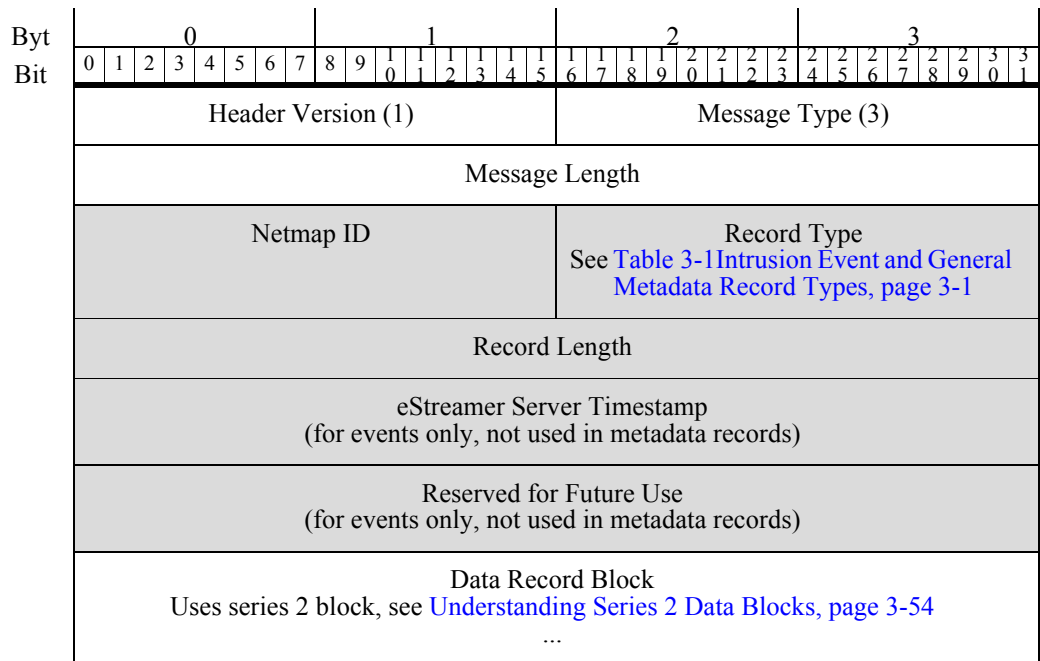 Byt 0 1 2 3
Bit 0 1 2 3 4 5 6 7 8 9 10 11 12 13 14 15 16 17 18 19 20 21 22 23 24 25 26 27 28 29 30 31
Header Version (1) Message Type (3)
Message Length
Netmap ID Record Type
See Table 3-1Intrusion Event and General
Metadata Record Types, page 3-1
Record Length
eStreamer Server Timestamp
(for events only, not used in metadata records)
Reserved for Future Use
(for events only, not used in metadata records)
Data Record Block
Uses series 2 block, see Understanding Series 2 Data Blocks, page 3-54
...